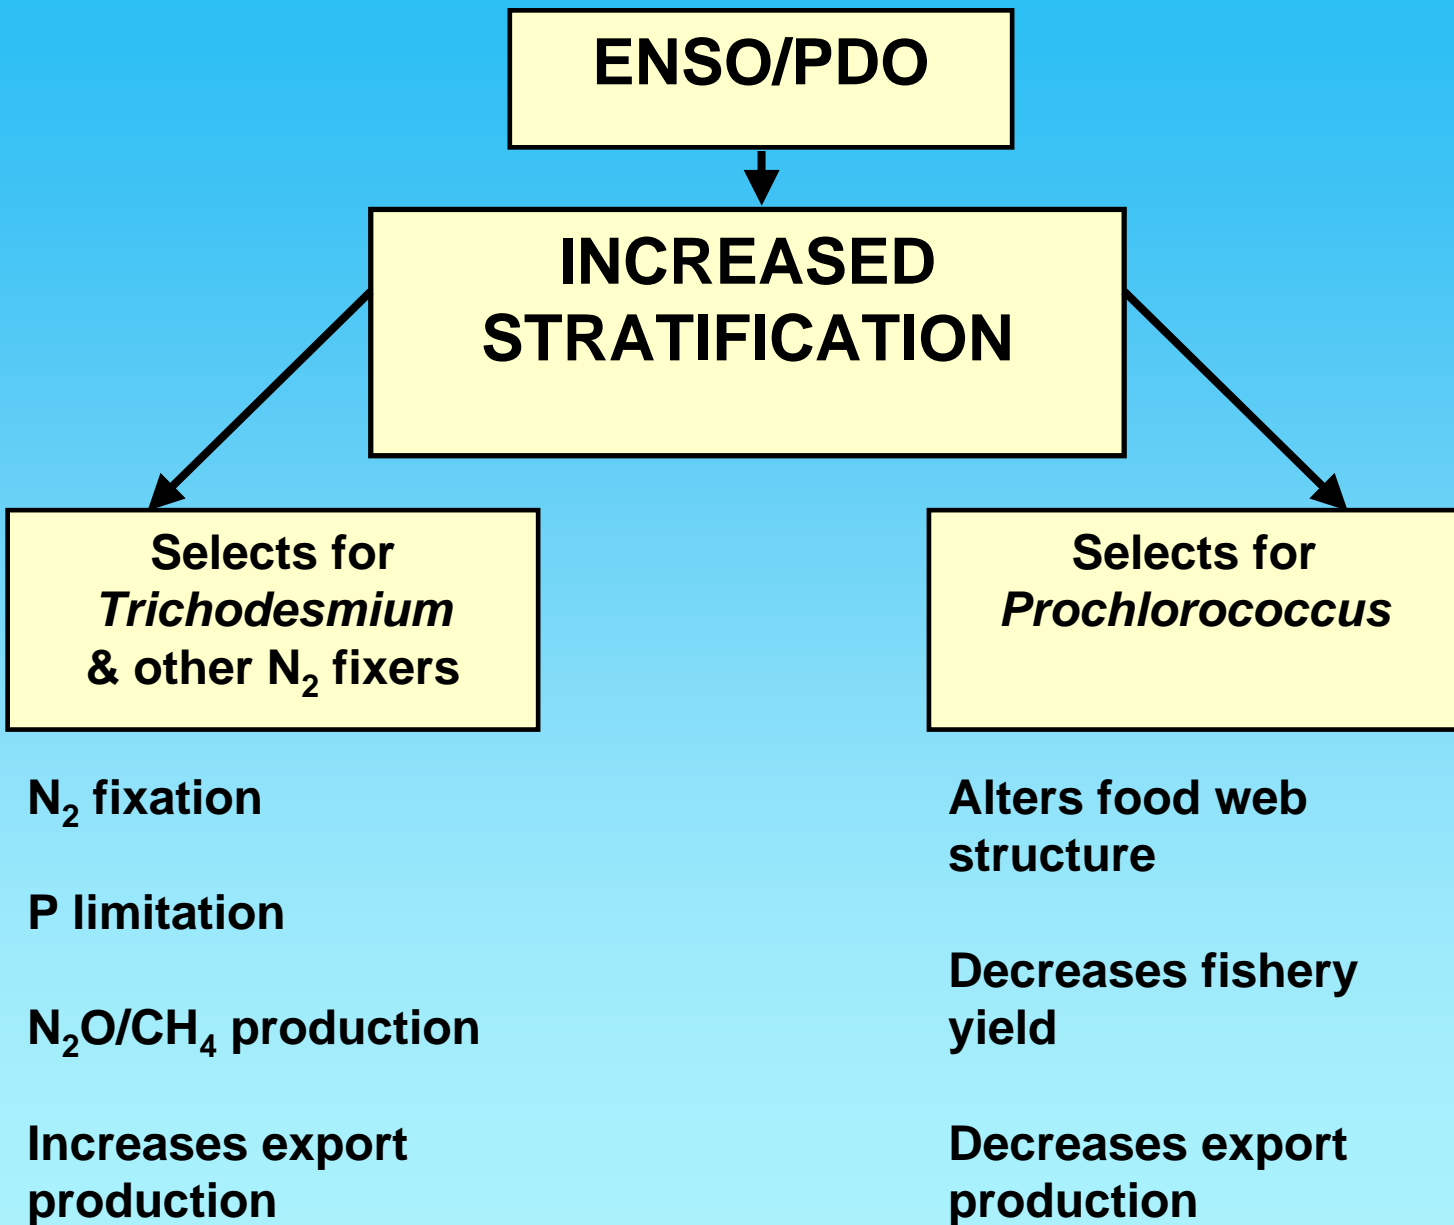 ENSO/PDO
INCREASED
STRATIFICATION
Selects for
Trichodesmium
& other N₂ fixers
Selects for
Prochlorococcus
N₂ fixation
P limitation
N₂O/CH₄ production
Increases export
production
Alters food web
structure
Decreases fishery
yield
Decreases export
production